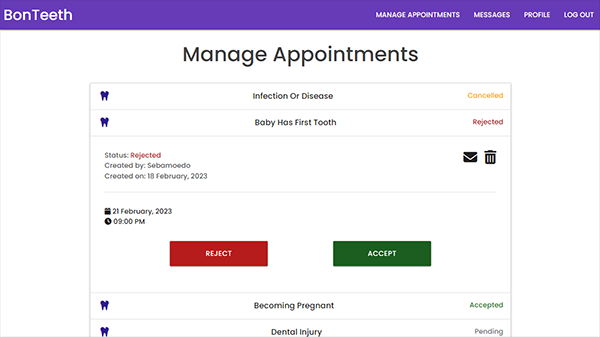 BonTeeth
MANAGE APPOINTMENTS MESSAGES PROFILE LOG OUT
Manage Appointments
Infection Or Disease Cancelled
Baby Has First Tooth Rejected
Status: Rejected
Created by: Sebamoedo
Created on: 18 February, 2023
21 February, 2023
09:00 PM
REJECT ACCEPT
Becoming Pregnant Accepted
Dental Injury Pending